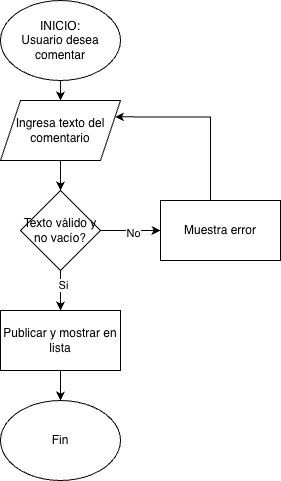 INICIO:
Usuario desea
comentar
Ingresa texto del
comentario
Texto válido y
no vacío?
No
Muestra error
Si
Publicar y mostrar en
lista
Fin